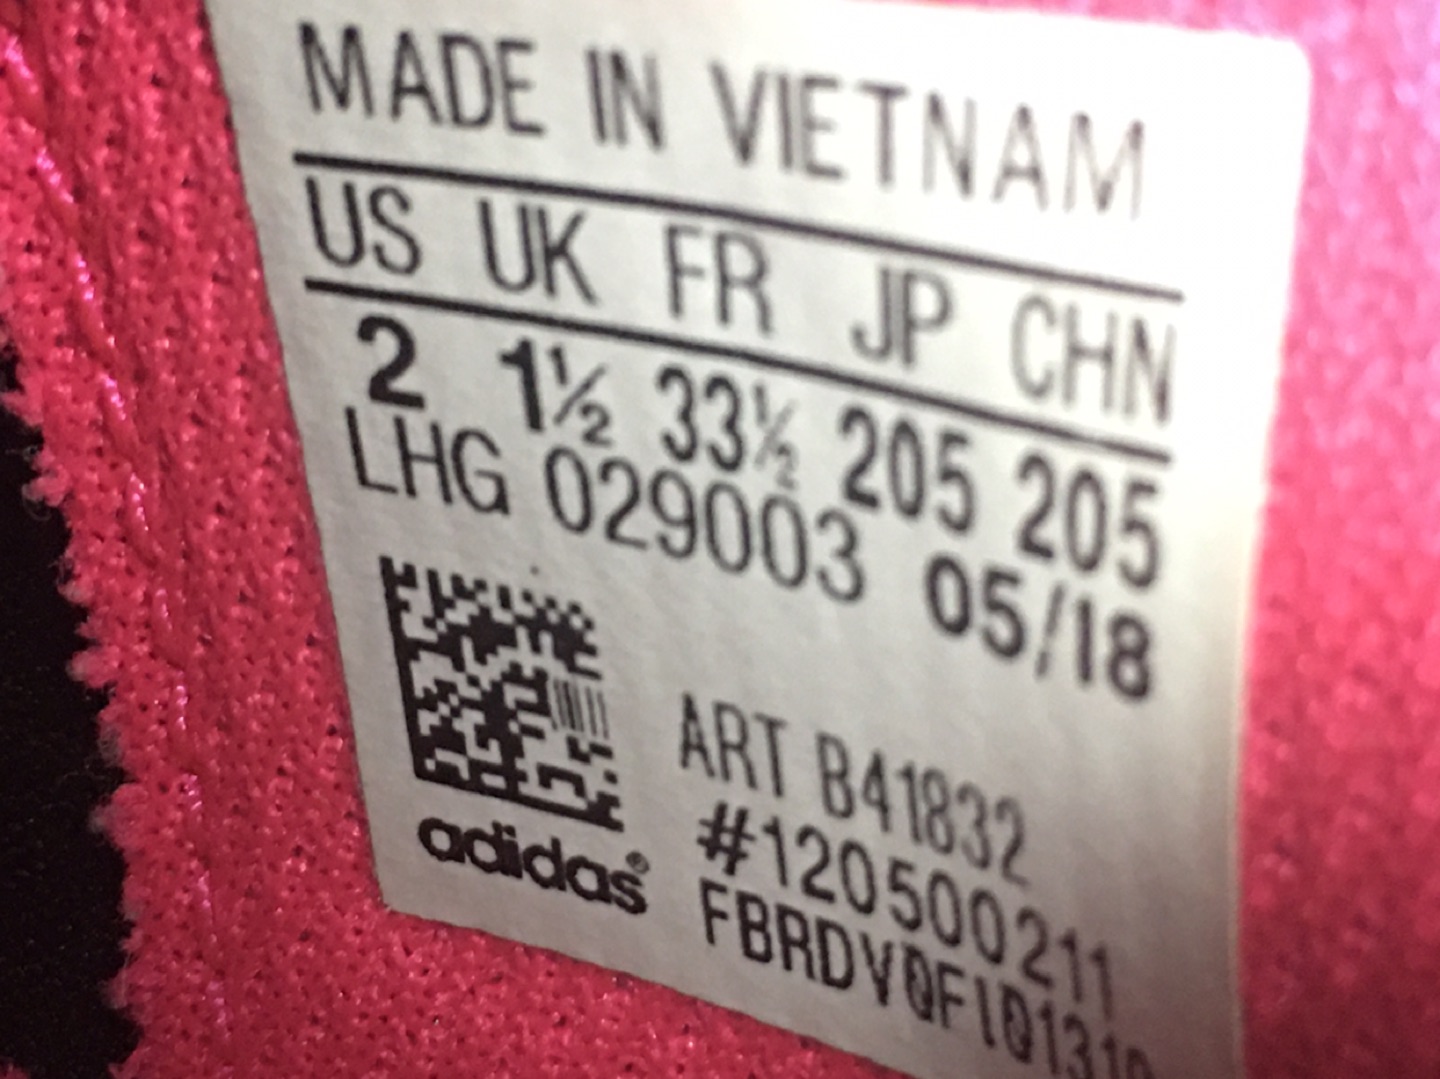 MADE IN VIETNAM
US UK FR JP CHN
2 1½ 33½ 205 205
LHG 029003 05/18
ART B41832
#120500211
adidas®